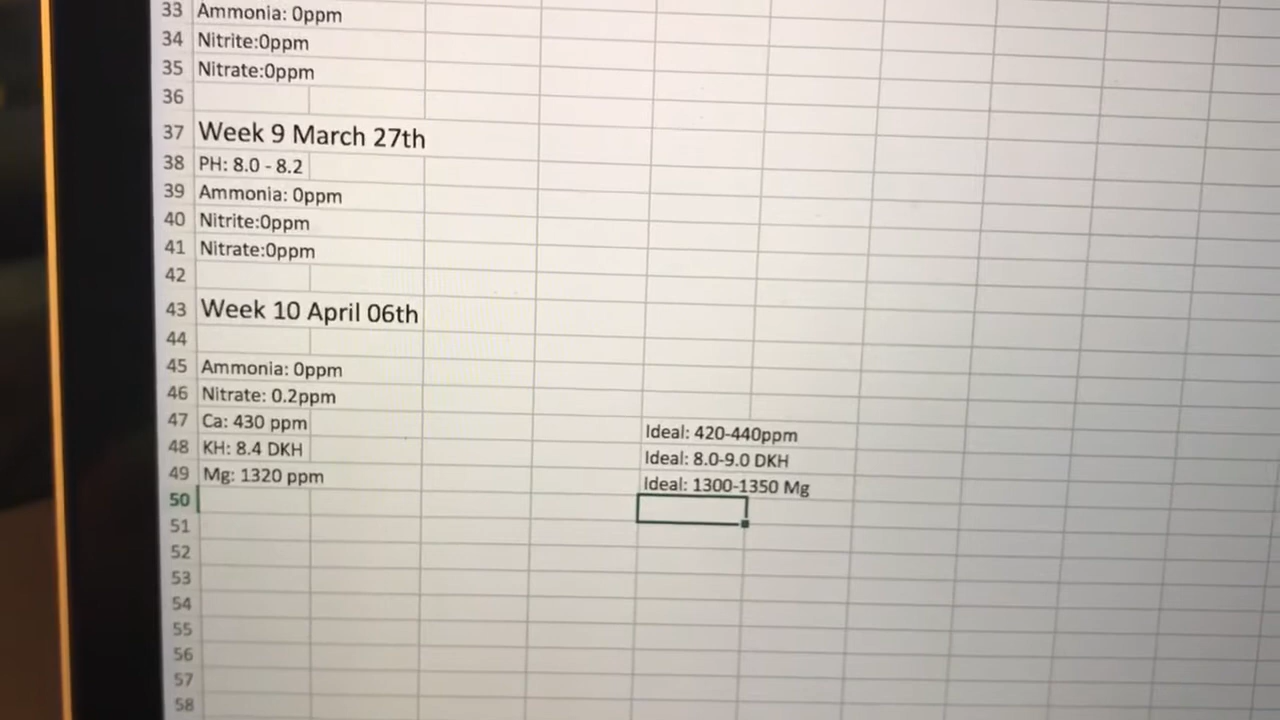 33 Ammonia: 0ppm
34 Nitrite:0ppm
35 Nitrate:0ppm
36
37 Week 9 March 27th
38 PH: 8.0 - 8.2
39 Ammonia: 0ppm
40 Nitrite:0ppm
41 Nitrate:0ppm
42
43 Week 10 April 06th
44
45 Ammonia: 0ppm
46 Nitrate: 0.2ppm
47 Ca: 430 ppm Ideal: 420-440ppm
48 KH: 8.4 DKH Ideal: 8.0-9.0 DKH
49 Mg: 1320 ppm Ideal: 1300-1350 Mg
50
51
52
53
54
55
56
57
58